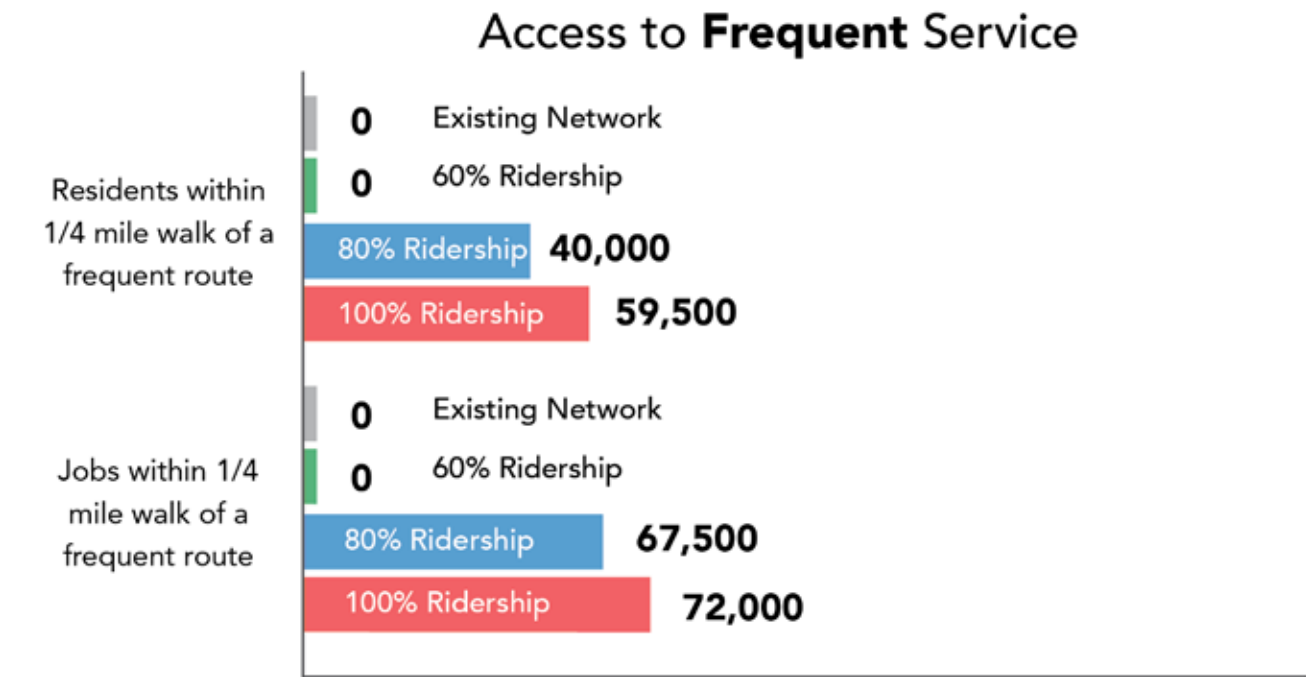 Access to Frequent Service
Residents within
1/4 mile walk of a
frequent route
0 Existing Network
0 60% Ridership
80% Ridership 40,000
100% Ridership 59,500
Jobs within 1/4
mile walk of a
frequent route
0 Existing Network
0 60% Ridership
80% Ridership 67,500
100% Ridership 72,000